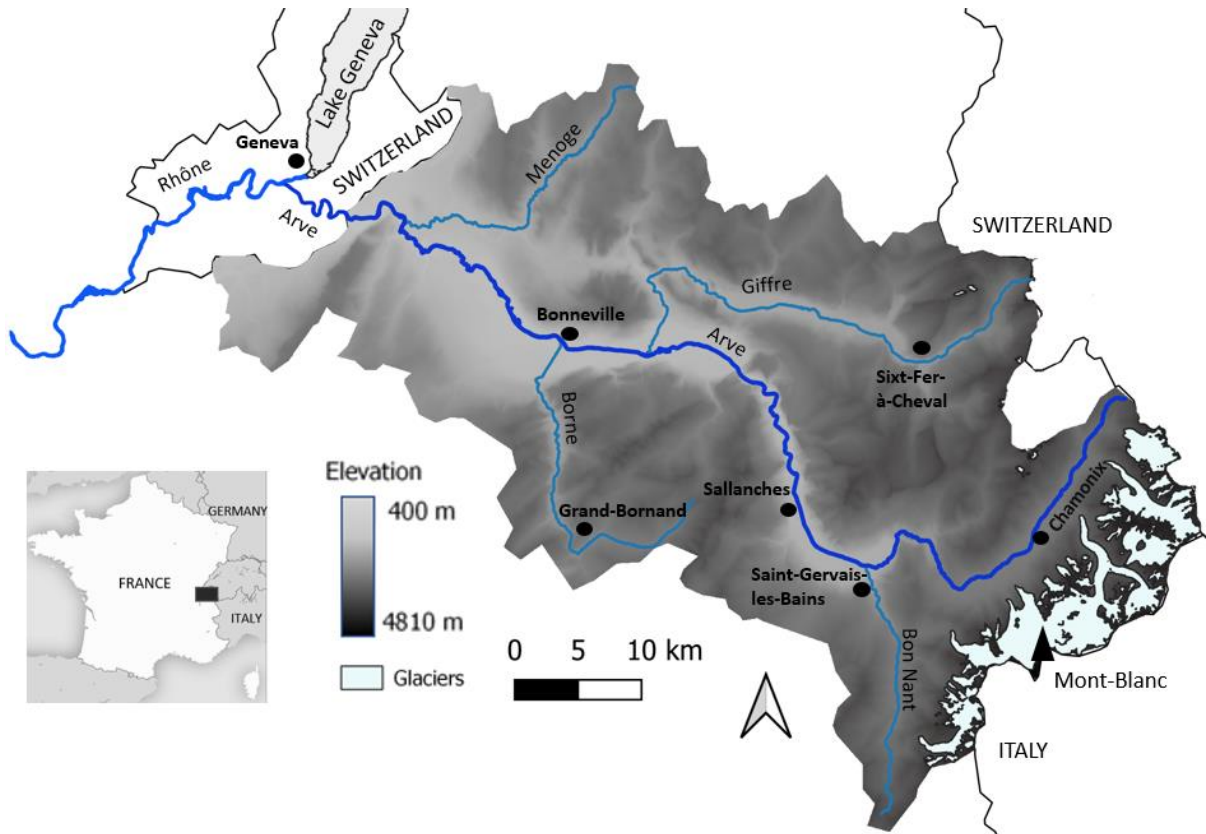 Lake Geneva
Geneva
SWITZERLAND
Rhône
Arve
Menoge
SWITZERLAND
Giffre
Bonneville
Arve
Sixt-Fer-
à-Cheval
Borne
Elevation
400 m
4810 m
Glaciers
GERMANY
FRANCE
ITALY
Sallanches
Grand-Bornand
Chamonix
Saint-Gervais-
les-Bains
Bon Nant
0 5 10 km
Mont-Blanc
ITALY